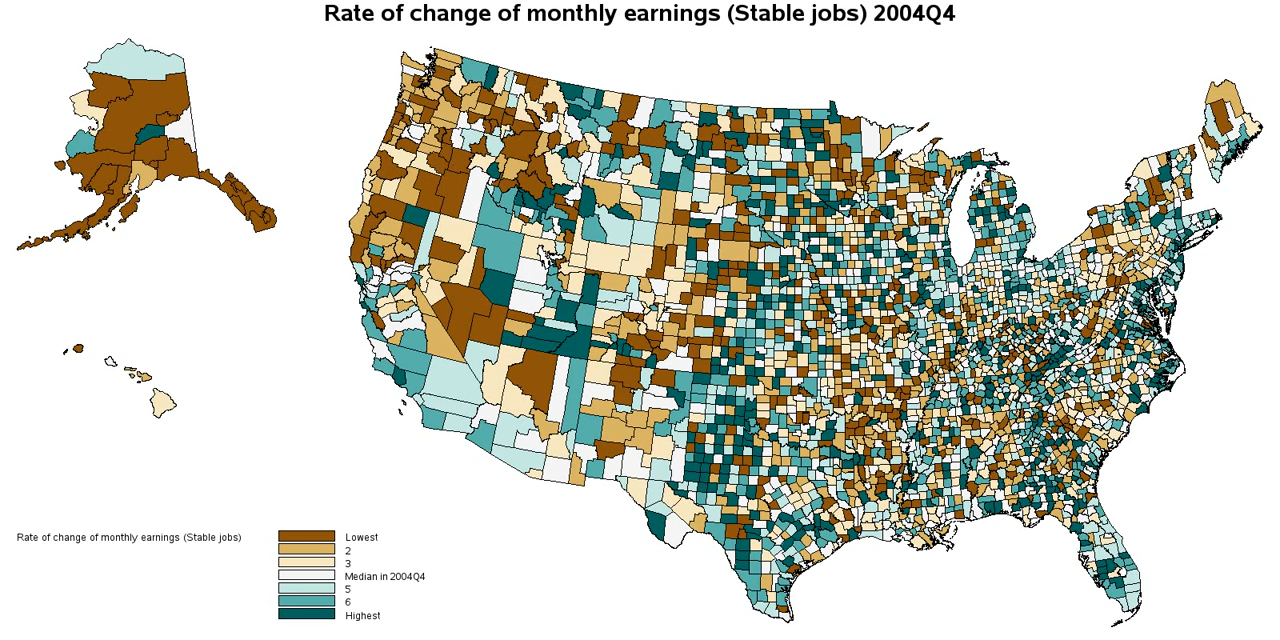 Rate of change of monthly earnings (Stable jobs) 2004Q4
Rate of change of monthly earnings (Stable jobs)
Lowest
2
3
Median in 2004Q4
5
6
Highest